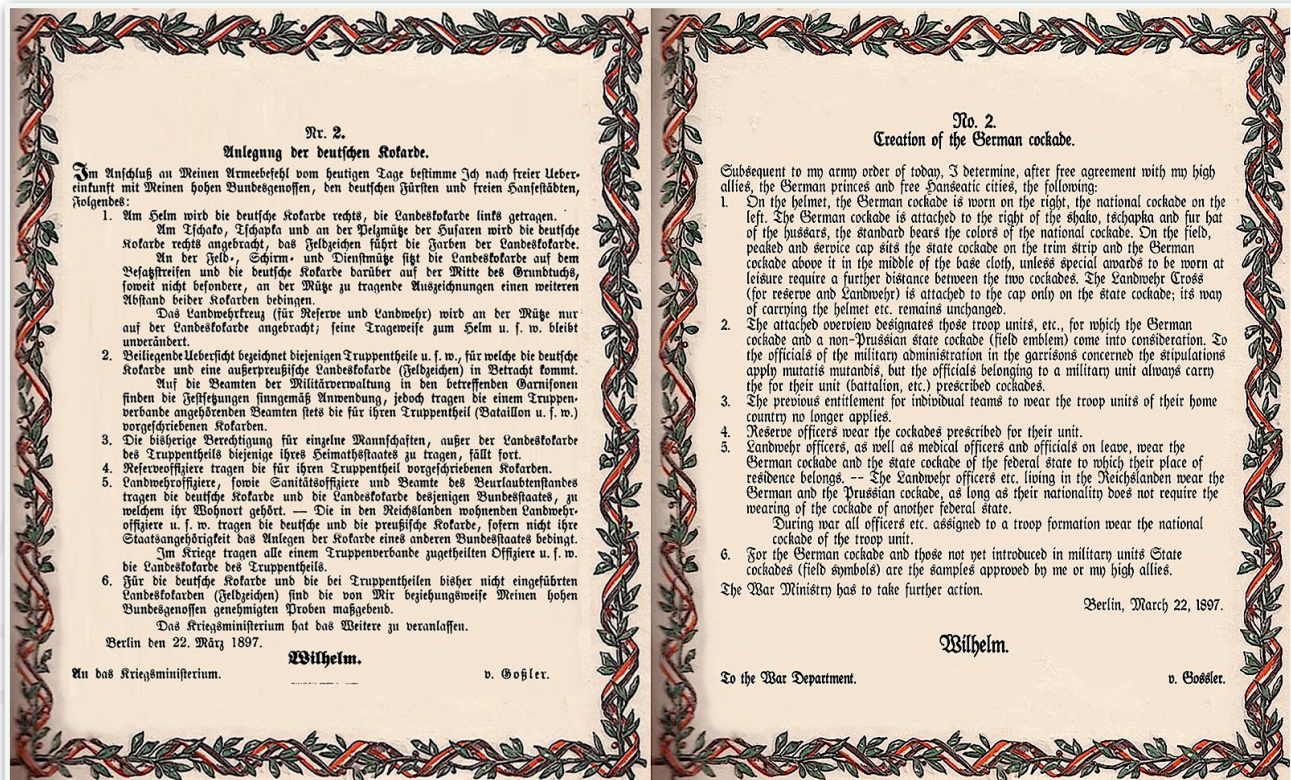 Nr. 2.
Anlegung der deutschen Kokarde.
Im Anschluß an Meinen Armeebefehl vom heutigen Tage bestimme Ich nach freier Ueber-
einkunft mit Meinen hohen Bundesgenossen, den deutschen Fürsten und freien Hansestädten,
Folgendes:
1. Am Helm wird die deutsche Kokarde rechts, die Landeskokarde links getragen.
Am Tschako, Tschapka und an der Pelzmütze der Husaren wird die deutsche
Kokarde rechts angebracht, das Feldzeichen führt die Farben der Landeskokarde.
An der Feld-, Schirm- und Dienstmütze sitzt die Landeskokarde auf dem
Besatzstreifen und die deutsche Kokarde darüber auf der Mitte des Grundtuchs,
soweit nicht besondere, an der Mütze zu tragende Auszeichnungen einen weiteren
Abstand beider Kokarden bedingen.
Das Landwehrkreuz (für Reserve und Landwehr) wird an der Mütze nur
auf der Landeskokarde angebracht; seine Trageweise zum Helm u. s. w. bleibt
unverändert.
2. Beiliegende Uebersicht bezeichnet diejenigen Truppentheile u. s. w., für welche die deutsche
Kokarde und eine außerpreußische Landeskokarde (Feldzeichen) in Betracht kommt.
Auf die Beamten der Militärverwaltung in den betreffenden Garnisonen
finden die Festsetzungen sinngemäß Anwendung, jedoch tragen die einem Truppen-
verbande angehörenden Beamten stets die für ihren Truppentheil (Bataillon u. s. w.)
vorgeschriebenen Kokarden.
3. Die bisherige Berechtigung für einzelne Mannschaften, außer der Landeskokarde
des Truppentheils diejenige ihres Heimathsstaates zu tragen, fällt fort.
4. Reserveoffiziere tragen die für ihren Truppentheil vorgeschriebenen Kokarden.
5. Landwehroffiziere, sowie Sanitätsoffiziere und Beamte des Beurlaubtenstandes
tragen die deutsche Kokarde und die Landeskokarde desjenigen Bundesstaates, zu
welchem ihr Wohnort gehört. — Die in den Reichslanden wohnenden Landwehr-
offiziere u. s. w. tragen die deutsche und die preußische Kokarde, sofern nicht ihre
Staatsangehörigkeit das Anlegen der Kokarde eines anderen Bundesstaates bedingt.
Im Kriege tragen alle einem Truppenverbande zugetheilten Offiziere u. s. w.
die Landeskokarde des Truppentheils.
6. Für die deutsche Kokarde und die bei Truppentheilen bisher nicht eingeführten
Landeskokarden (Feldzeichen) sind die von Mir beziehungsweise Meinen hohen
Bundesgenossen genehmigten Proben maßgebend.
Das Kriegsministerium hat das Weitere zu veranlassen.
Berlin den 22. März 1897.
Wilhelm.
An das Kriegsministerium. v. Goßler.
No. 2.
Creation of the German cockade.
Subsequent to my army order of today, I determine, after free agreement with my high
allies, the German princes and free Hanseatic cities, the following:
1. On the helmet, the German cockade is worn on the right, the national cockade on the
left. The German cockade is attached to the right of the shako, tschapka and fur hat
of the hussars, the standard bears the colors of the national cockade. On the field,
peaked and service cap sits the state cockade on the trim strip and the German
cockade above it in the middle of the base cloth, unless special awards to be worn at
leisure require a further distance between the two cockades. The Landwehr Cross
(for reserve and Landwehr) is attached to the cap only on the state cockade; its way
of carrying the helmet etc. remains unchanged.
2. The attached overview designates those troop units, etc., for which the German
cockade and a non-Prussian state cockade (field emblem) come into consideration. To
the officials of the military administration in the garrisons concerned the stipulations
apply mutatis mutandis, but the officials belonging to a military unit always carry
the for their unit (battalion, etc.) prescribed cockades.
3. The previous entitlement for individual teams to wear the troop units of their home
country no longer applies.
4. Reserve officers wear the cockades prescribed for their unit.
5. Landwehr officers, as well as medical officers and officials on leave, wear the
German cockade and the state cockade of the federal state to which their place of
residence belongs. -- The Landwehr officers etc. living in the Reichslanden wear the
German and the Prussian cockade, as long as their nationality does not require the
wearing of the cockade of another federal state.
During war all officers etc. assigned to a troop formation wear the national
cockade of the troop unit.
6. For the German cockade and those not yet introduced in military units State
cockades (field symbols) are the samples approved by me or my high allies.
The War Ministry has to take further action.
Berlin, March 22, 1897.
Wilhelm.
To the War Department. v. Gossler.